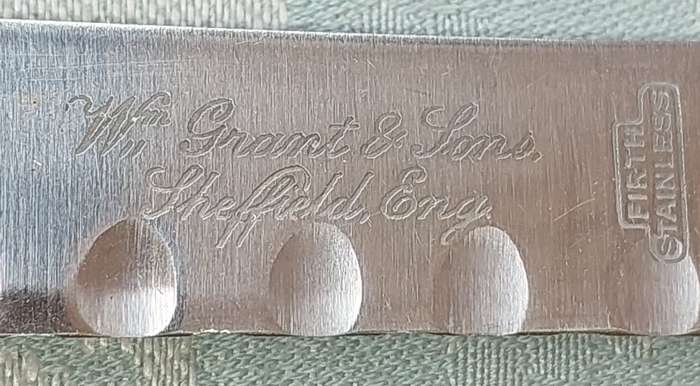 Wm Grant & Sons,
Sheffield, Eng.
FIRTH
STAINLESS